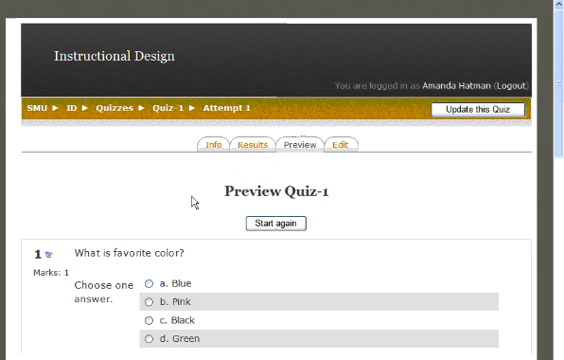 Instructional Design
You are logged in as Amanda Hatman (Logout)
SMU ► ID ► Quizzes ► Quiz-1 ► Attempt 1
Update this Quiz
Info Results Preview Edit
Preview Quiz-1
Start again
1 What is favorite color?
Marks: 1
Choose one answer.
a. Blue
b. Pink
c. Black
d. Green